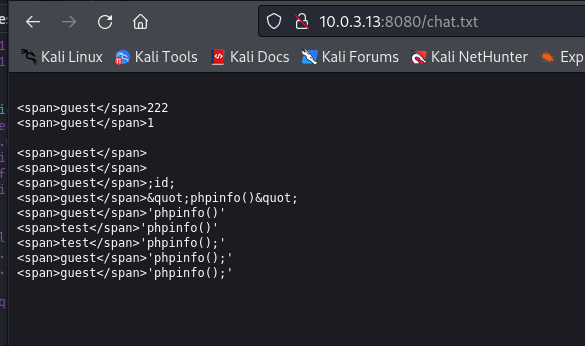 10.0.3.13:8080/chat.txt
Kali Linux Kali Tools Kali Docs Kali Forums Kali NetHunter Exp
<span>guest</span>222
<span>guest</span>1
<span>guest</span>
<span>guest</span>
<span>guest</span>;id;
<span>guest</span>&quot;phpinfo()&quot;
<span>guest</span>'phpinfo()'
<span>test</span>'phpinfo()'
<span>test</span>'phpinfo();'
<span>guest</span>'phpinfo();'
<span>guest</span>'phpinfo();'